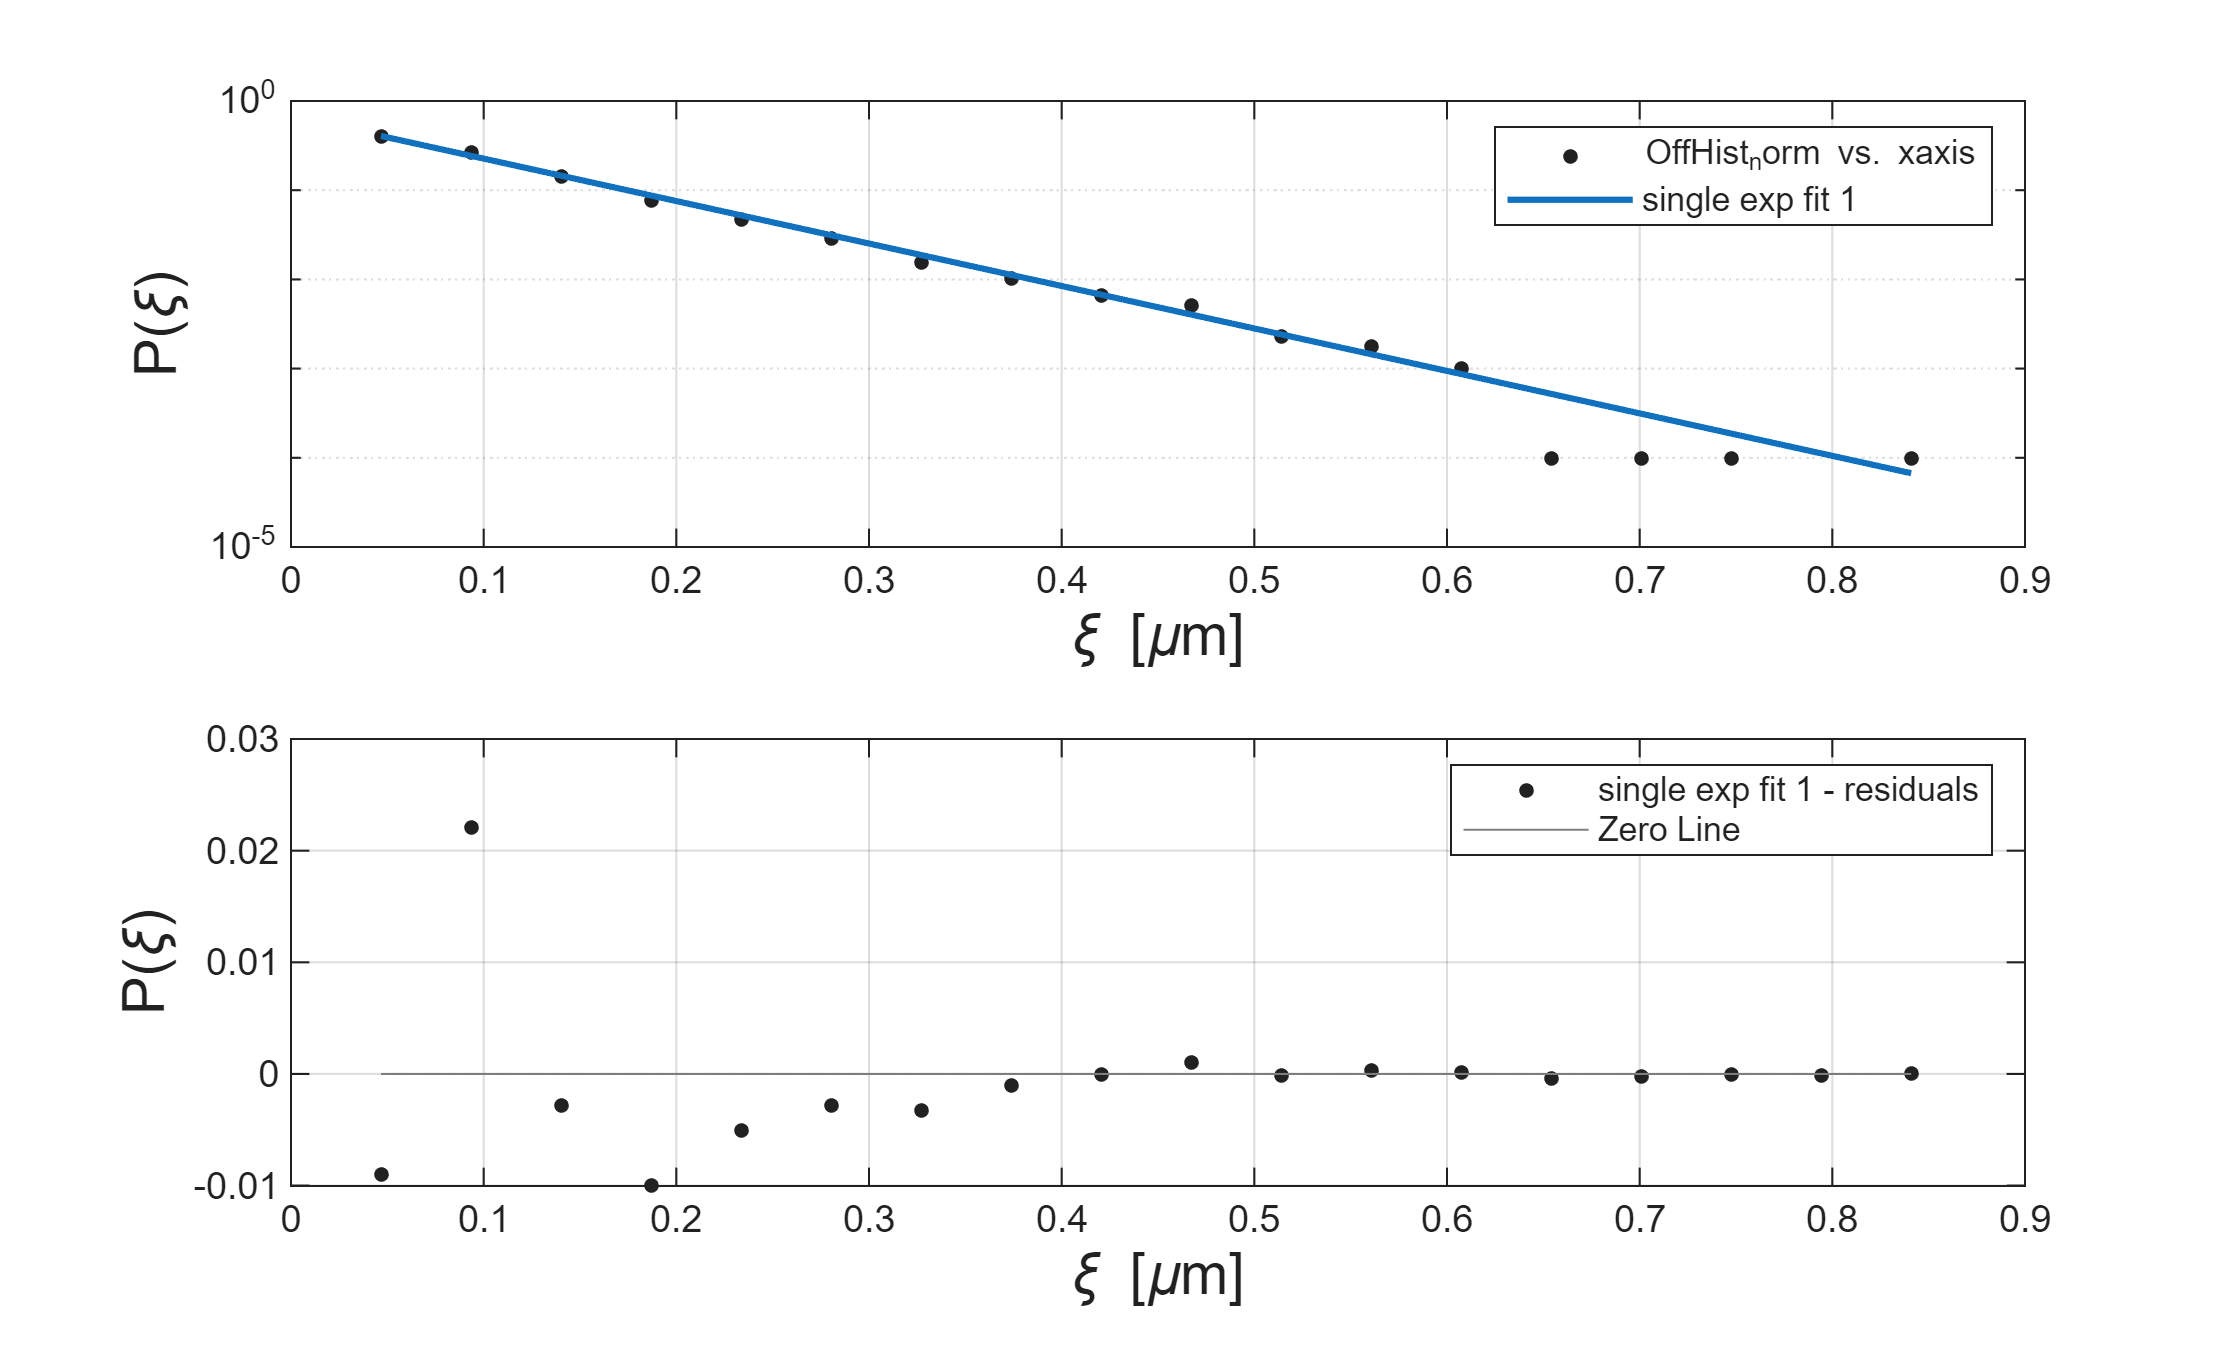 10^0
10^-5
P(ξ)
OffHist_norm vs. xaxis
single exp fit 1
0 0.1 0.2 0.3 0.4 0.5 0.6 0.7 0.8 0.9
ξ [µm]
0.03
0.02
0.01
0
-0.01
P(ξ)
single exp fit 1 - residuals
Zero Line
0 0.1 0.2 0.3 0.4 0.5 0.6 0.7 0.8 0.9
ξ [µm]